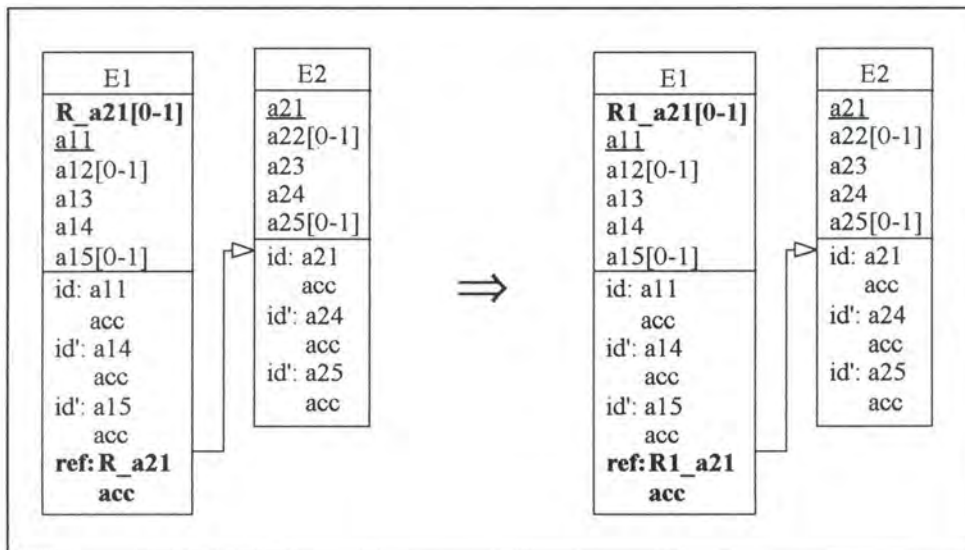 E1
R_a21[0-1]
a11
a12[0-1]
a13
a14
a15[0-1]
id: a11
acc
id': a14
acc
id': a15
acc
ref: R_a21
acc
E2
a21
a22[0-1]
a23
a24
a25[0-1]
id: a21
acc
id': a24
acc
id': a25
acc
⇒
E1
R1_a21[0-1]
a11
a12[0-1]
a13
a14
a15[0-1]
id: a11
acc
id': a14
acc
id': a15
acc
ref: R1_a21
acc
E2
a21
a22[0-1]
a23
a24
a25[0-1]
id: a21
acc
id': a24
acc
id': a25
acc